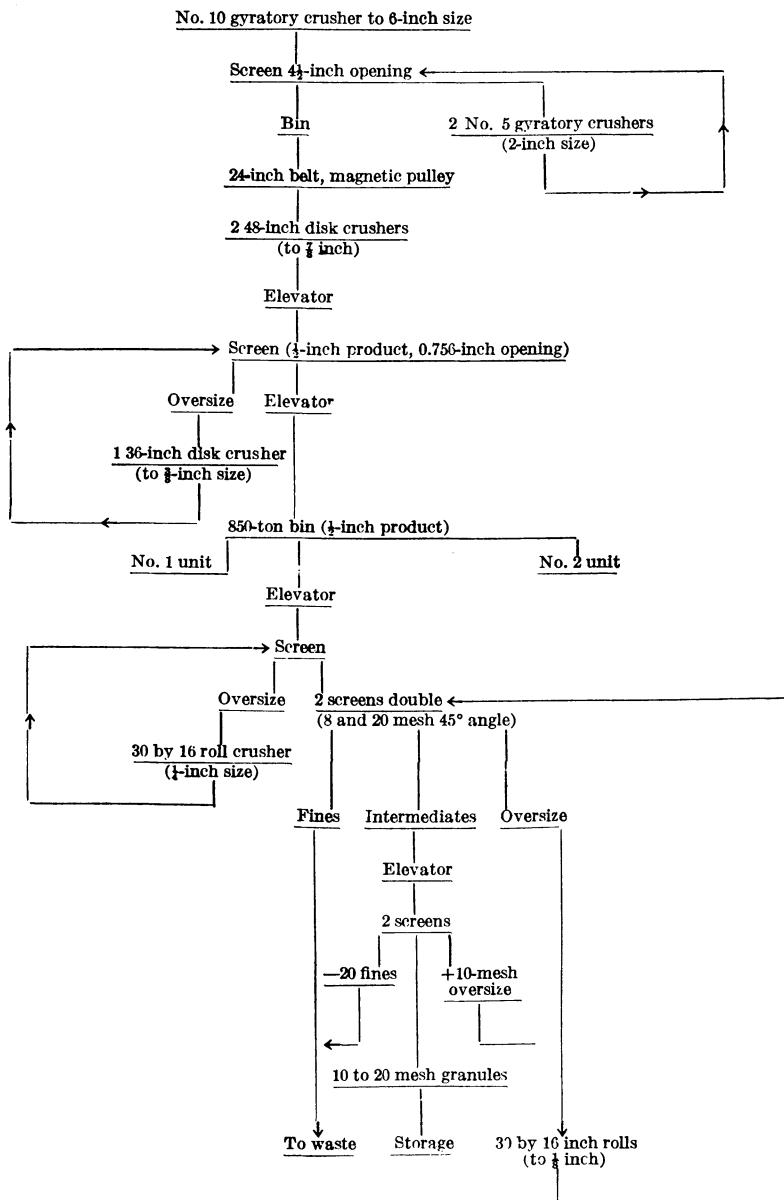 No. 10 gyratory crusher to 6-inch size
Screen 4½-inch opening
Bin
2 No. 5 gyratory crushers
(2-inch size)
24-inch belt, magnetic pulley
2 48-inch disk crushers
(to ⅞ inch)
Elevator
Screen (½-inch product, 0.756-inch opening)
Oversize
Elevator
1 36-inch disk crusher
(to ⅜-inch size)
850-ton bin (½-inch product)
No. 1 unit
No. 2 unit
Elevator
Screen
Oversize
2 screens double
(8 and 20 mesh 45° angle)
30 by 16 roll crusher
(¼-inch size)
Fines
Intermediates
Oversize
Elevator
2 screens
—20 fines
+10-mesh
oversize
10 to 20 mesh granules
To waste
Storage
30 by 16 inch rolls
(to ⅛ inch)